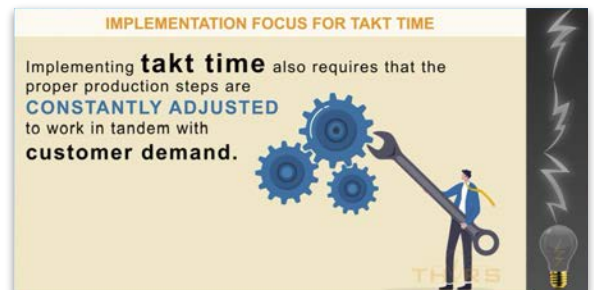 IMPLEMENTATION FOCUS FOR TAKT TIME
Implementing takt time also requires that the
proper production steps are
CONSTANTLY ADJUSTED
to work in tandem with
customer demand.